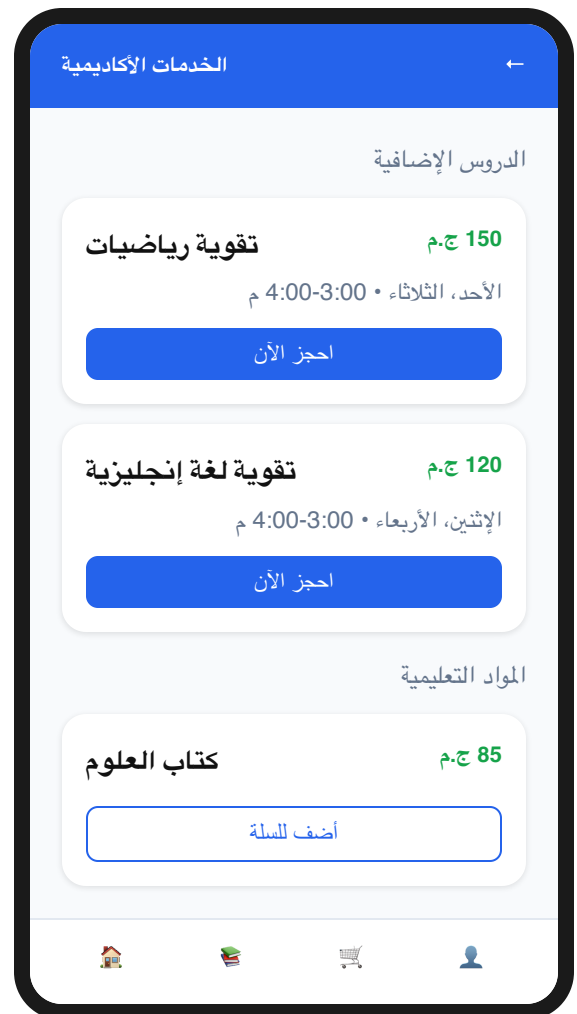 ← الخدمات الأكاديمية
الدروس الإضافية
150 ج.م تقوية رياضيات
الأحد، الثلاثاء • 3:00-4:00 م
احجز الآن
120 ج.م تقوية لغة إنجليزية
الإثنين، الأربعاء • 3:00-4:00 م
احجز الآن
المواد التعليمية
85 ج.م كتاب العلوم
أضف للسلة